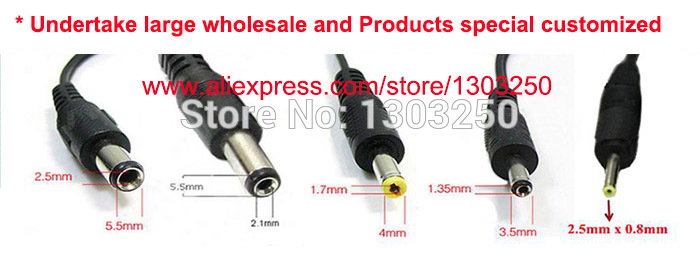 * Undertake large wholesale and Products special customized
www.aliexpress.com/store/1303250
Store No: 1303250
2.5mm
5.5mm
5.5mm
2.1mm
1.7mm
4mm
1.35mm
3.5mm
2.5mm x 0.8mm